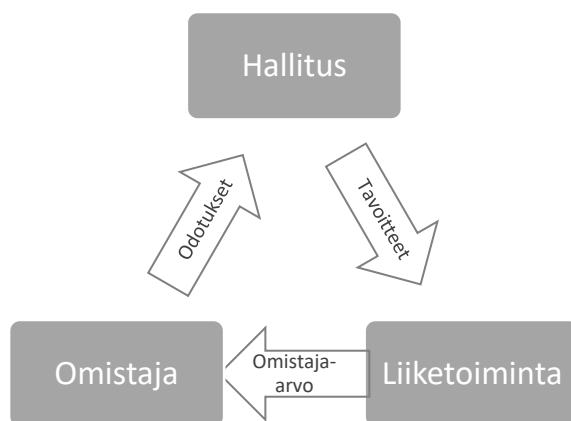 Hallitus
Odotukset
Tavoitteet
Omistaja
Omistaja-
arvo
Liiketoiminta